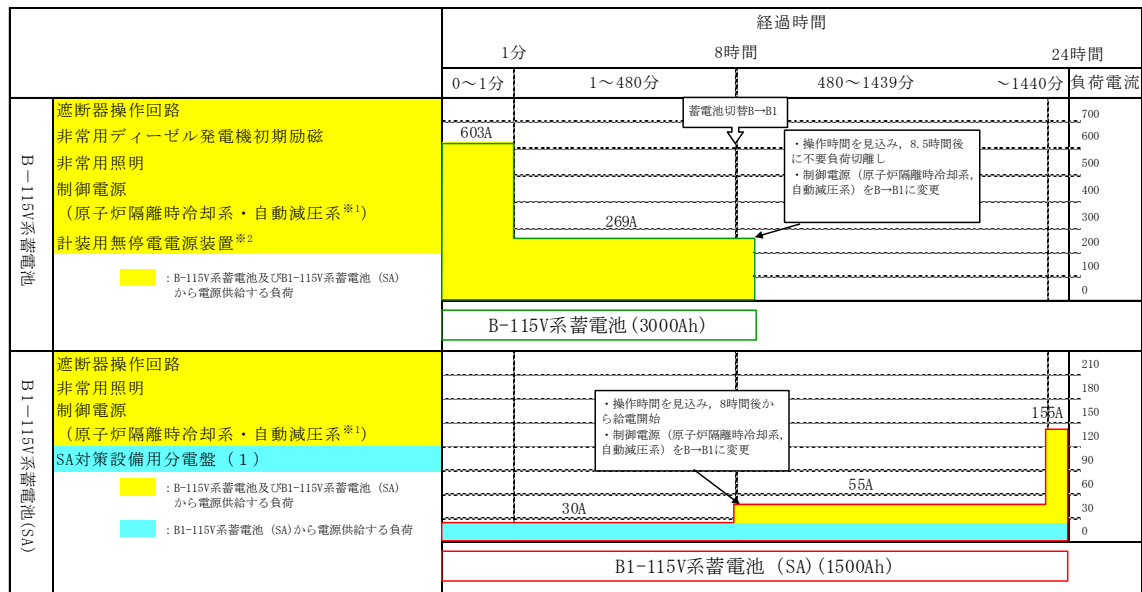 経過時間
1分
8時間
24時間
0～1分
1～480分
480～1439分
～1440分
負荷電流
B－115V系蓄電池
遮断器操作回路
非常用ディーゼル発電機初期励磁
非常用照明
制御電源
（原子炉隔離時冷却系・自動減圧系※1）
計装用無停電電源装置※2
：B-115V系蓄電池及びB1-115V系蓄電池（SA）
から電源供給する負荷
603A
269A
蓄電池切替B→B1
・操作時間を見込み，8.5時間後
に不要負荷切離し
・制御電源（原子炉隔離時冷却系，
自動減圧系）をB→B1に変更
700
600
500
400
300
200
100
0
B-115V系蓄電池(3000Ah)
B1－115V系蓄電池(SA)
遮断器操作回路
非常用照明
制御電源
（原子炉隔離時冷却系・自動減圧系※1）
SA対策設備用分電盤（１）
：B-115V系蓄電池及びB1-115V系蓄電池（SA）
から電源供給する負荷
：B1-115V系蓄電池（SA)から電源供給する負荷
・操作時間を見込み，8時間後か
ら給電開始
・制御電源（原子炉隔離時冷却系，
自動減圧系）をB→B1に変更
30A
55A
155A
210
180
150
120
90
60
30
0
B1-115V系蓄電池（SA)(1500Ah)